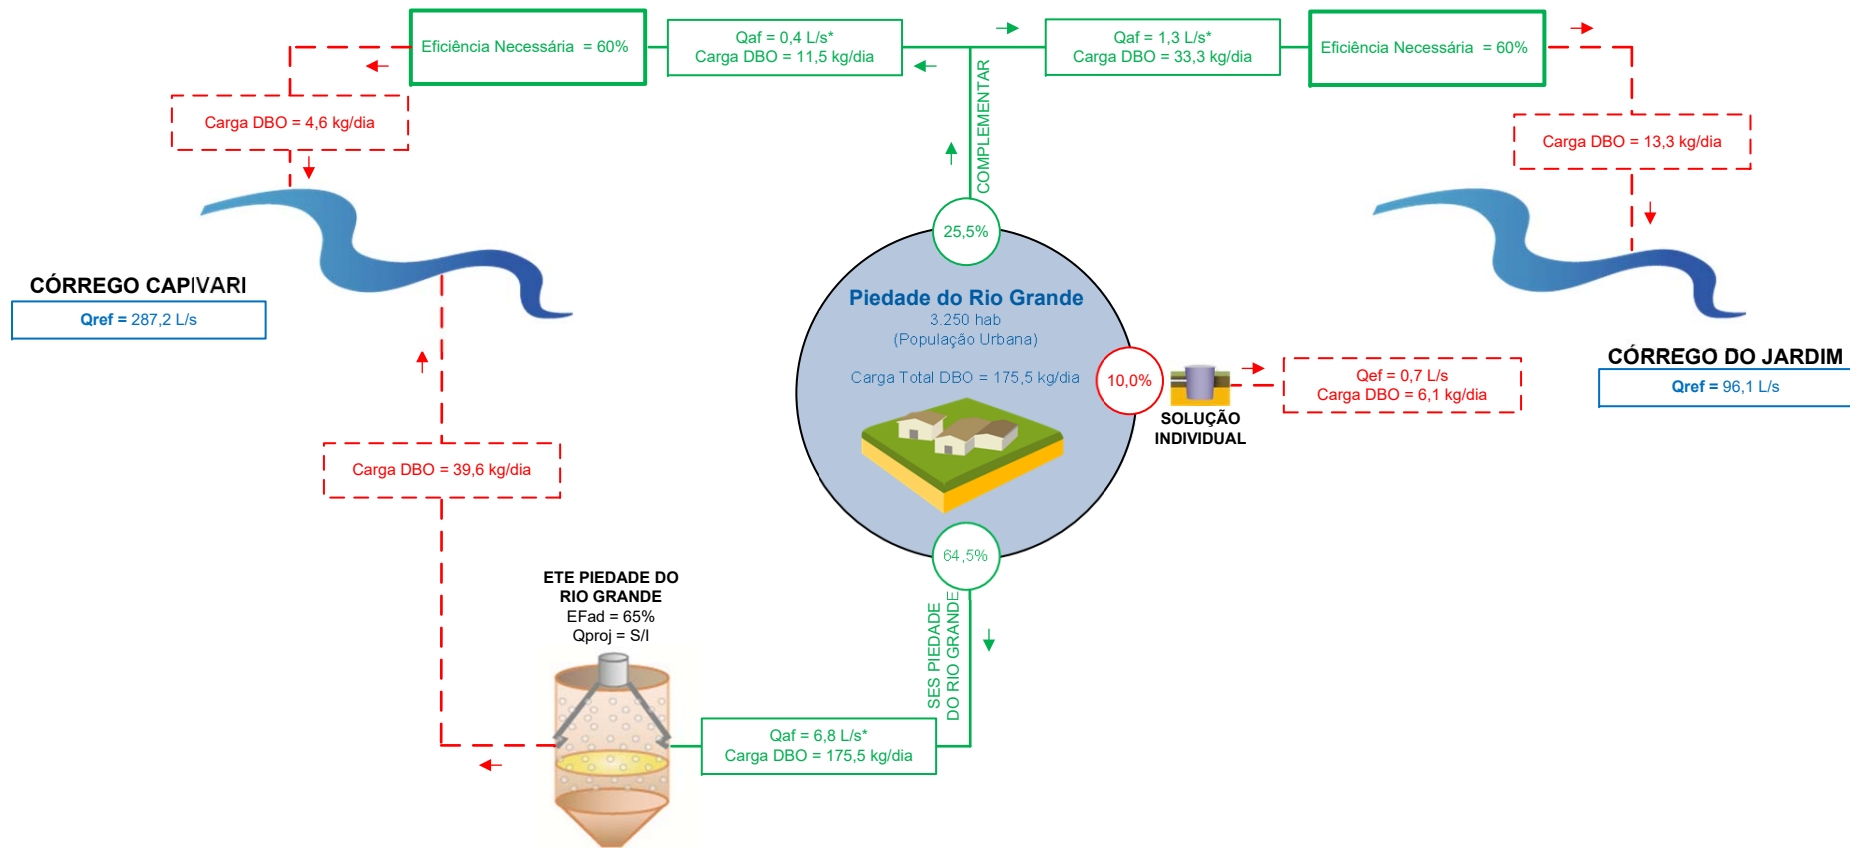 Eficiência Necessária = 60%
Qaf = 0,4 L/s*
Carga DBO = 11,5 kg/dia
Qaf = 1,3 L/s*
Carga DBO = 33,3 kg/dia
Eficiência Necessária = 60%
Carga DBO = 4,6 kg/dia
COMPLEMENTAR
Carga DBO = 13,3 kg/dia
25,5%
CÓRREGO CAPIVARI
Qref = 287,2 L/s
Piedade do Rio Grande
3.250 hab
(População Urbana)
Carga Total DBO = 175,5 kg/dia
10,0%
SOLUÇÃO
INDIVIDUAL
Qef = 0,7 L/s
Carga DBO = 6,1 kg/dia
CÓRREGO DO JARDIM
Qref = 96,1 L/s
Carga DBO = 39,6 kg/dia
64,5%
SES PIEDADE
DO RIO GRANDE
ETE PIEDADE DO
RIO GRANDE
EFad = 65%
Qproj = S/I
Qaf = 6,8 L/s*
Carga DBO = 175,5 kg/dia